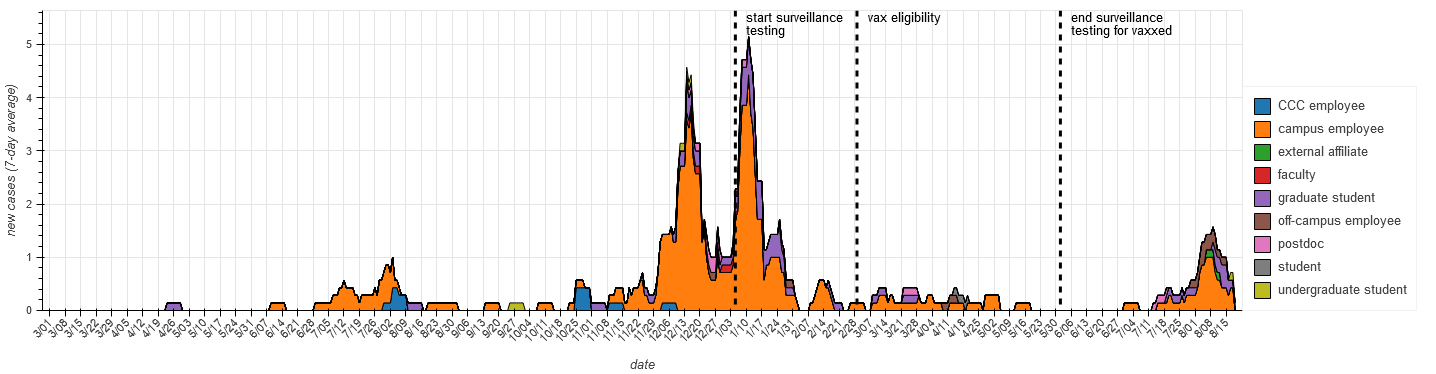 start surveillance
testing
vax eligibility
end surveillance
testing for vaxxed
new cases (7-day average)
5
4
3
2
1
0
3/01 3/08 3/15 3/22 3/29 4/05 4/12 4/19 4/26 5/03 5/10 5/17 5/24 5/31 6/07 6/14 6/21 6/28 7/05 7/12 7/19 7/26 8/02 8/09 8/16 8/23 8/30 9/06 9/13 9/20 9/27 10/04 10/11 10/18 10/25 11/01 11/08 11/15 11/22 11/29 12/06 12/13 12/20 12/27 1/03 1/10 1/17 1/24 1/31 2/07 2/14 2/21 2/28 3/07 3/14 3/21 3/28 4/04 4/11 4/18 4/25 5/02 5/09 5/16 5/23 5/30 6/06 6/13 6/20 6/27 7/04 7/11 7/18 7/25 8/01 8/08 8/15
date
CCC employee
campus employee
external affiliate
faculty
graduate student
off-campus employee
postdoc
student
undergraduate student